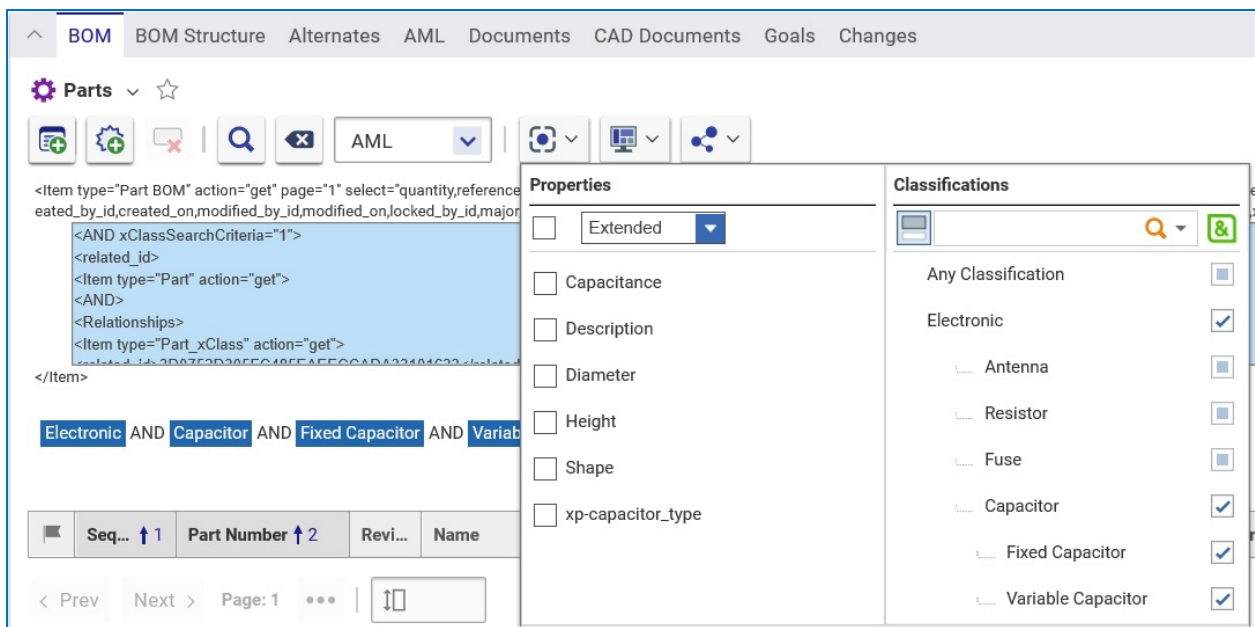 BOM BOM Structure Alternates AML Documents CAD Documents Goals Changes
Parts
AML
<Item type="Part BOM" action="get" page="1" select="quantity,reference
eated_by_id,created_on,modified_by_id,modified_on,locked_by_id,major
<AND xClassSearchCriteria="1">
<related_id>
<Item type="Part" action="get">
<AND>
<Relationships>
<Item type="Part_xClass" action="get">
</Item>
Electronic AND Capacitor AND Fixed Capacitor AND Variab
Seq... 1 Part Number 2 Revi... Name
< Prev Next > Page: 1 •••
Properties
Extended
Capacitance
Description
Diameter
Height
Shape
xp-capacitor_type
Classifications
&
Any Classification
Electronic
Antenna
Resistor
Fuse
Capacitor
Fixed Capacitor
Variable Capacitor